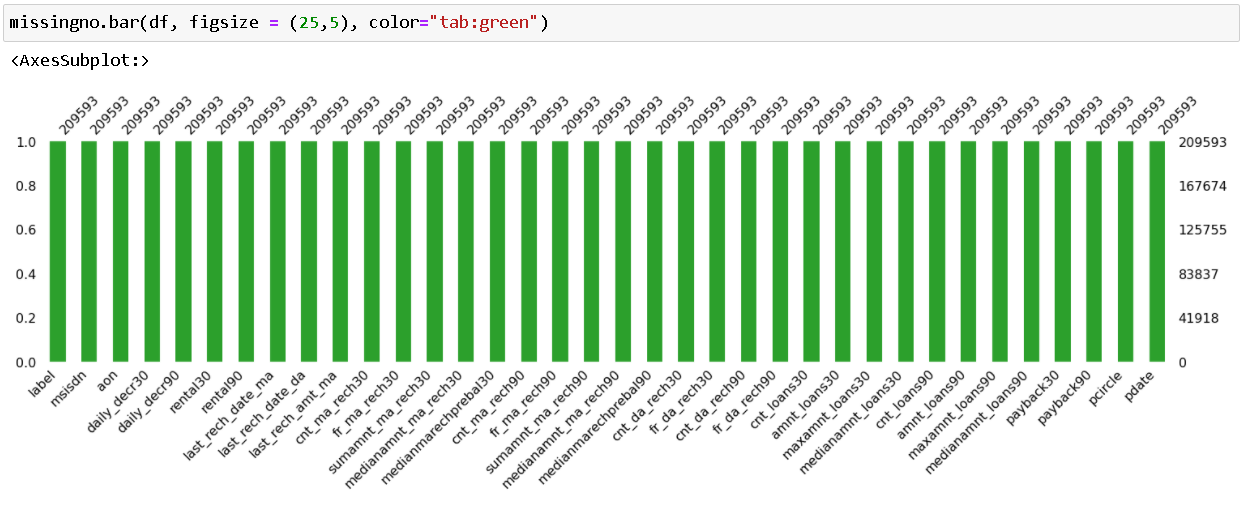 missingno.bar(df, figsize = (25,5), color="tab:green")
<AxesSubplot:>
209593 209593 209593 209593 209593 209593 209593 209593 209593 209593 209593 209593 209593 209593 209593 209593 209593 209593 209593 209593 209593 209593 209593 209593 209593 209593 209593 209593 209593 209593 209593 209593 209593 209593 209593 209593
1.0 209593
0.8 167674
0.6 125755
0.4 83837
0.2 41918
0.0 0
label
msisdn
aon
daily_decr30
daily_decr90
rental30
rental90
last_rech_date_ma
last_rech_date_da
last_rech_amt_ma
cnt_ma_rech30
fr_ma_rech30
sumamnt_ma_rech30
medianamnt_ma_rech30
medianmarechprebal30
cnt_ma_rech90
fr_ma_rech90
sumamnt_ma_rech90
medianamnt_ma_rech90
medianmarechprebal90
cnt_da_rech30
fr_da_rech30
cnt_da_rech90
fr_da_rech90
cnt_loans30
amnt_loans30
maxamnt_loans30
medianamnt_loans30
cnt_loans90
amnt_loans90
maxamnt_loans90
medianamnt_loans90
payback30
payback90
pcircle
pdate